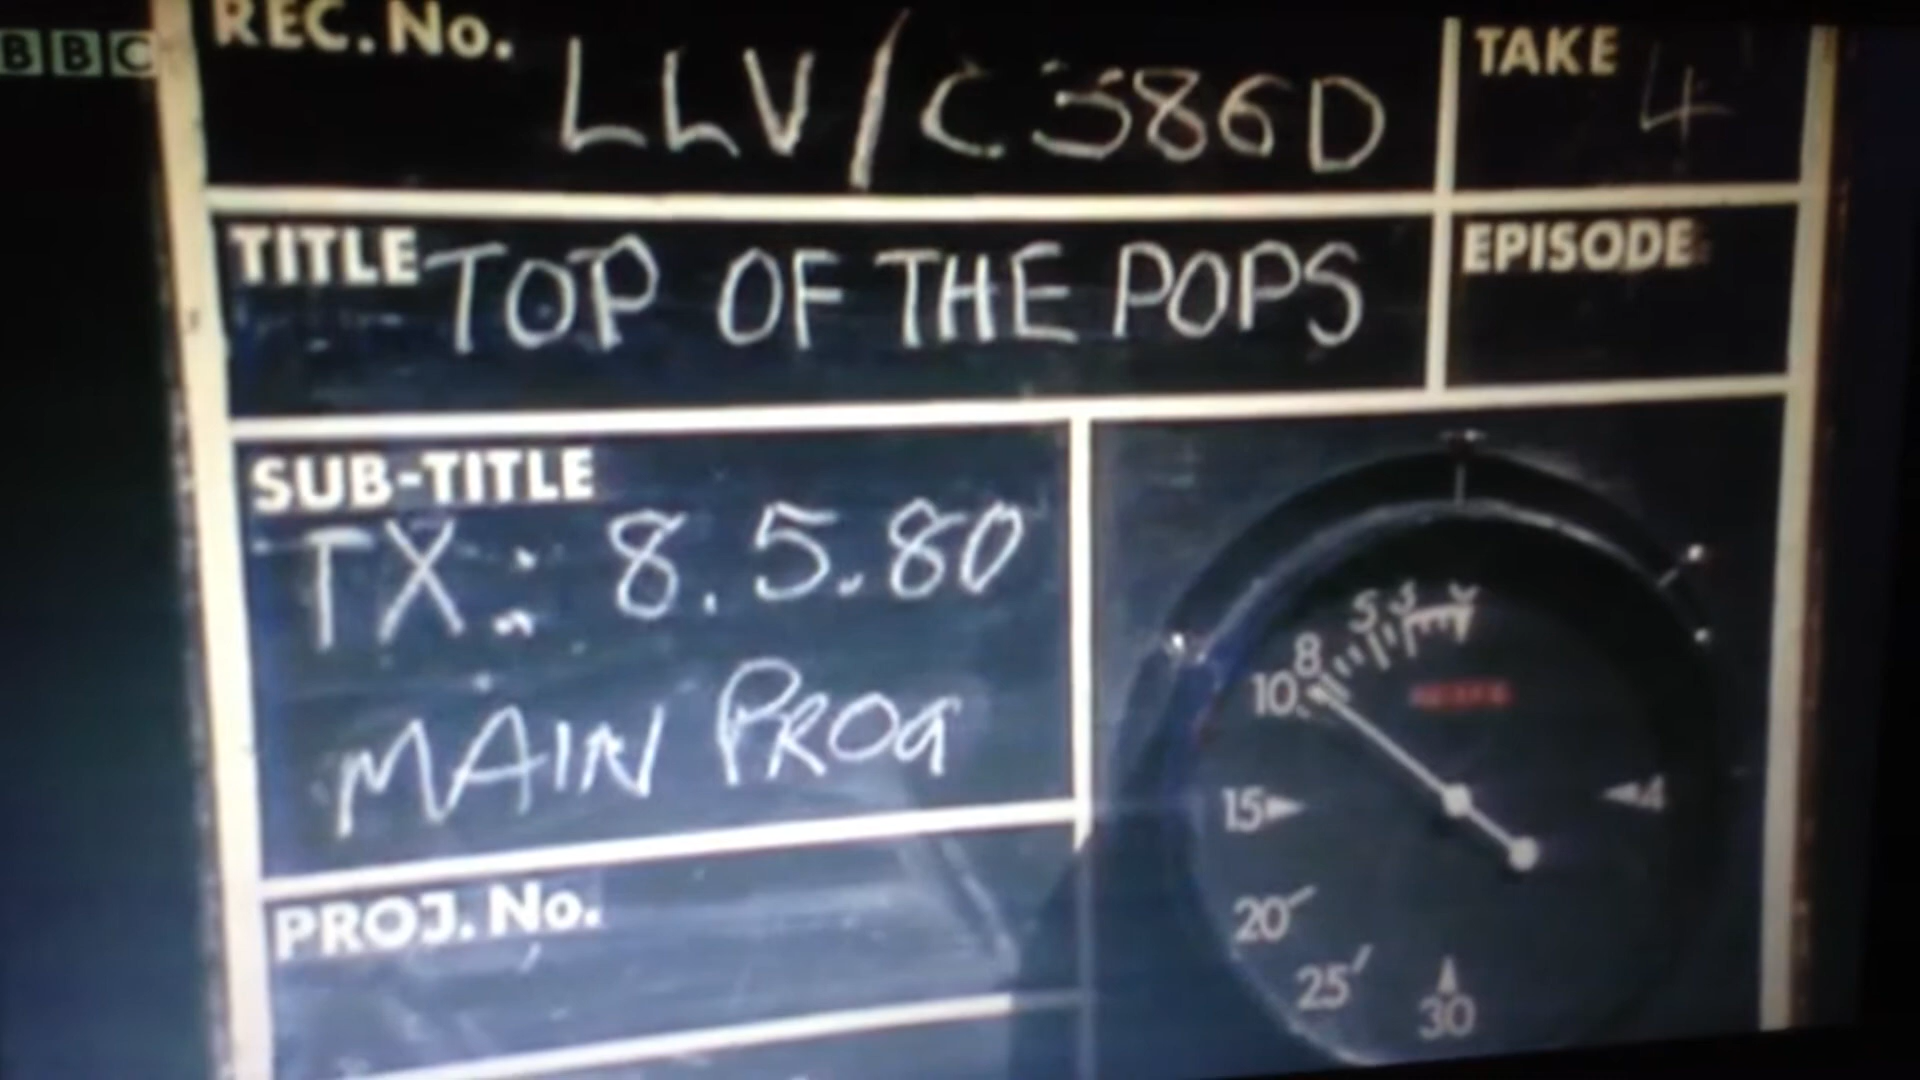 BBC
REC. No. LLV/C386D
TAKE 4
TITLE TOP OF THE POPS
EPISODE
SUB-TITLE
TX: 8.5.80
MAIN PROG
PROJ. No.
5 3
8
10
15
4
20
25
30